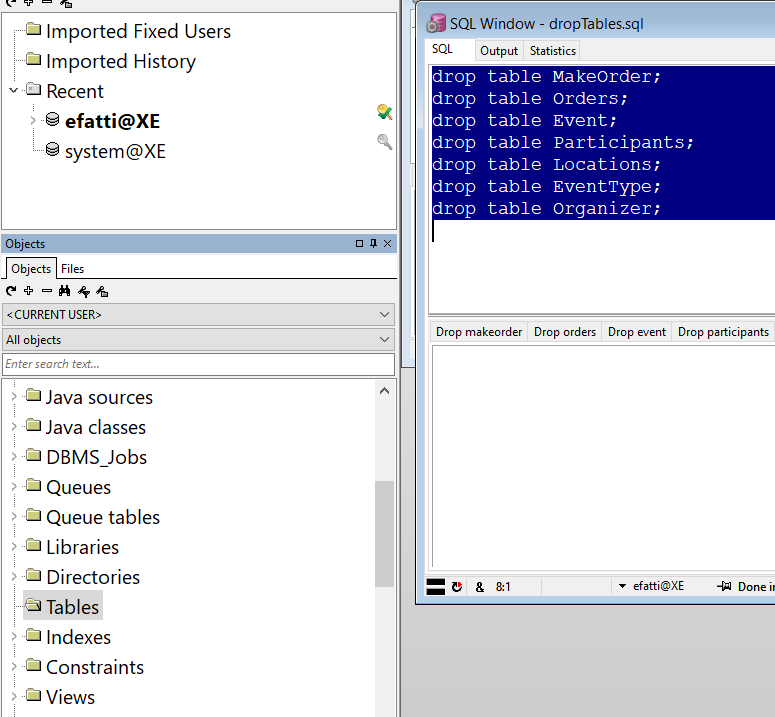 Imported Fixed Users
Imported History
Recent
efatti@XE
system@XE
Objects
Objects Files
<CURRENT USER>
All objects
Enter search text...
Java sources
Java classes
DBMS_Jobs
Queues
Queue tables
Libraries
Directories
Tables
Indexes
Constraints
Views
SQL Window - dropTables.sql
SQL Output Statistics
drop table MakeOrder;
drop table Orders;
drop table Event;
drop table Participants;
drop table Locations;
drop table EventType;
drop table Organizer;
Drop makeorder Drop orders Drop event Drop participants
& 8:1 efatti@XE Done in